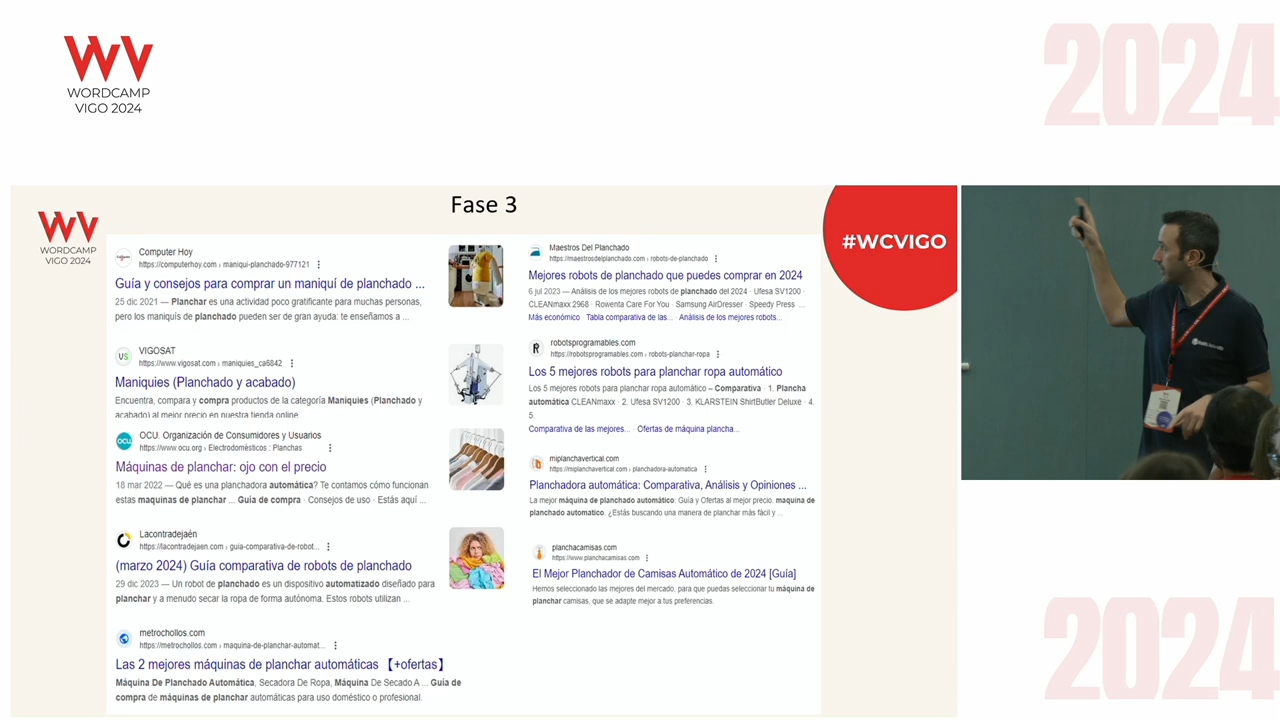 WORDCAMP
VIGO 2024
2024
Fase 3
WORDCAMP
VIGO 2024
#WCVIGO
Computer Hoy
https://computerhoy.com › maniqui-planchado-977121
Guía y consejos para comprar un maniquí de planchado ...
25 dic 2021 — Planchar es una actividad poco gratificante para muchas personas,
pero los maniquís de planchado pueden ser de gran ayuda: te enseñamos a ...
VIGOSAT
https://www.vigosat.com › maniquies_ca6842
Maniquies (Planchado y acabado)
Encuentra, compara y compra productos de la categoría Maniquies (Planchado y
acabado) al mejor precio en nuestra tienda online
OCU. Organización de Consumidores y Usuarios
https://www.ocu.org › Electrodomésticos : Planchas
Máquinas de planchar: ojo con el precio
18 mar 2022 — Qué es una planchadora automática? Te contamos cómo funcionan
estas maquinas de planchar ... Guía de compra · Consejos de uso · Estás aquí ...
Lacontradejaén
https://lacontradejaen.com › guia-comparativa-de-robot...
(marzo 2024) Guía comparativa de robots de planchado
29 dic 2023 — Un robot de planchado es un dispositivo automatizado diseñado para
planchar y a menudo secar la ropa de forma autónoma. Estos robots utilizan ...
metrochollos.com
https://metrochollos.com › maquina-de-planchar-automat...
Las 2 mejores máquinas de planchar automáticas 【+ofertas】
Máquina De Planchado Automática, Secadora De Ropa, Máquina De Secado A ... Guía de
compra de máquinas de planchar automáticas para uso doméstico o profesional.
Maestros Del Planchado
https://maestrosdelplanchado.com › robots-de-planchado
Mejores robots de planchado que puedes comprar en 2024
6 jul 2023 — Análisis de los mejores robots de planchado del 2024 · Ufesa SV1200 ·
CLEANmaxx 2968 · Rowenta Care For You · Samsung AirDresser · Speedy Press ...
Más económico · Tabla comparativa de las... · Análisis de los mejores robots...
robotsprogramables.com
https://robotsprogramables.com › robots-planchar-ropa
Los 5 mejores robots para planchar ropa automático
Los 5 mejores robots para planchar ropa automático – Comparativa · 1. Plancha
automática CLEANmaxx · 2. Ufesa SV1200 · 3. KLARSTEIN ShirtButler Deluxe · 4.
5.
Comparativa de las mejores... · Ofertas de máquina plancha...
miplanchavertical.com
https://miplanchavertical.com › planchadora-automatica
Planchadora automática: Comparativa, Análisis y Opiniones ...
La mejor máquina de planchado automático: Guía y Ofertas al mejor precio. maquina de
planchado automatico. ¿Estás buscando una manera de planchar más fácil y ...
planchacamisas.com
https://www.planchacamisas.com
El Mejor Planchador de Camisas Automático de 2024 [Guía]
Hemos seleccionado las mejores del mercado, para que puedas seleccionar tu máquina de
planchar camisas, que se adapte mejor a tus preferencias.
2024